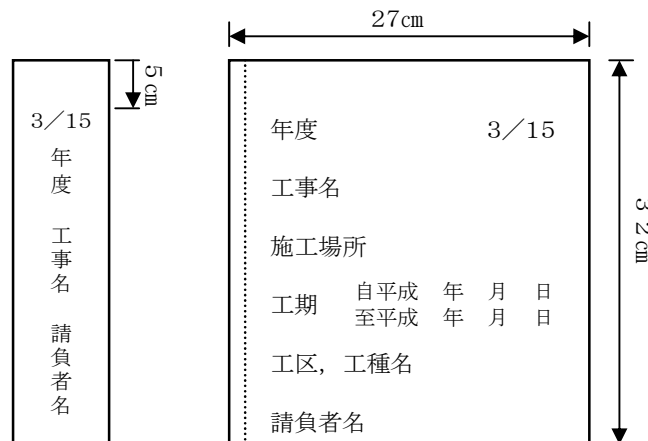 27㎝
5㎝
3/15
年度 工事名 請負者名
年度 3/15
工事名
施工場所
工期 自平成 年 月 日
至平成 年 月 日
工区,工種名
請負者名
32㎝